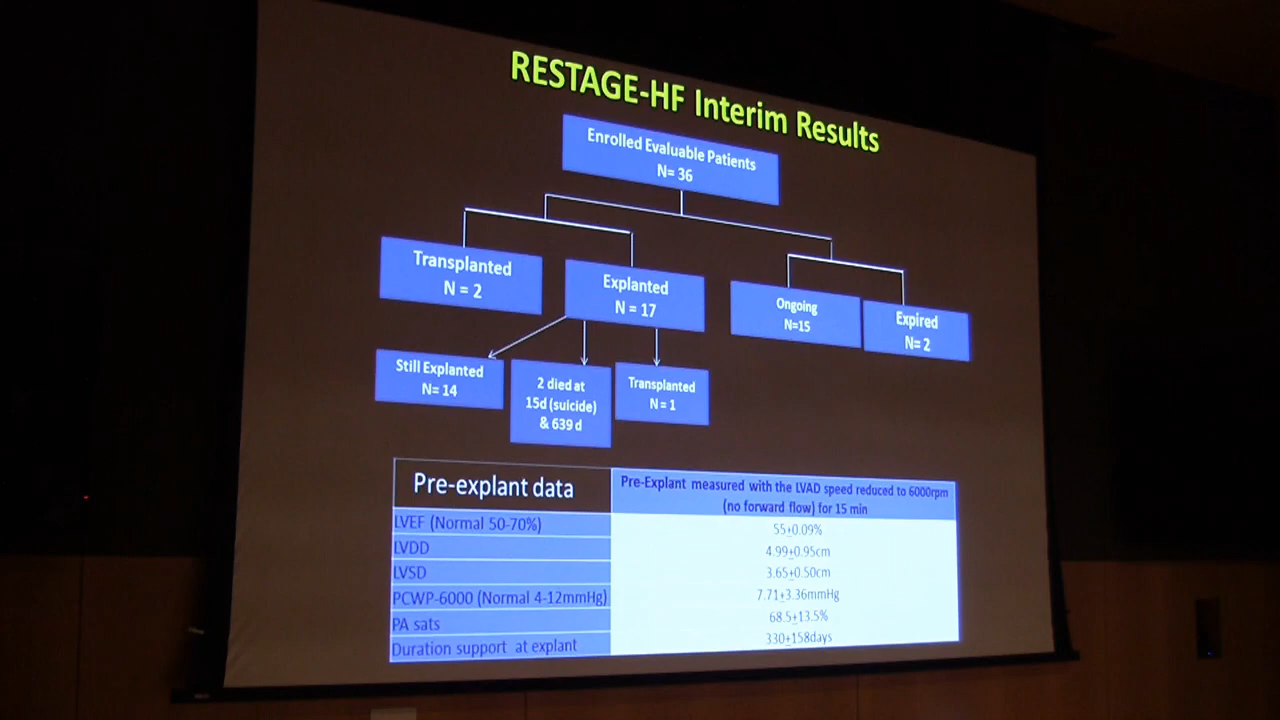 RESTAGE-HF Interim Results
Enrolled Evaluable Patients
N= 36
Transplanted
N = 2
Explanted
N = 17
Ongoing
N=15
Expired
N= 2
Still Explanted
N= 14
2 died at
15d (suicide)
& 639 d
Transplanted
N = 1
Pre-explant data
Pre-Explant measured with the LVAD speed reduced to 6000rpm
(no forward flow) for 15 min
LVEF (Normal 50-70%)
55±0.09%
LVDD
4.99±0.95cm
LVSD
3.65±0.50cm
PCWP-6000 (Normal 4-12mmHg)
7.71±3.36mmHg
PA sats
68.5±13.5%
Duration support at explant
330±158days